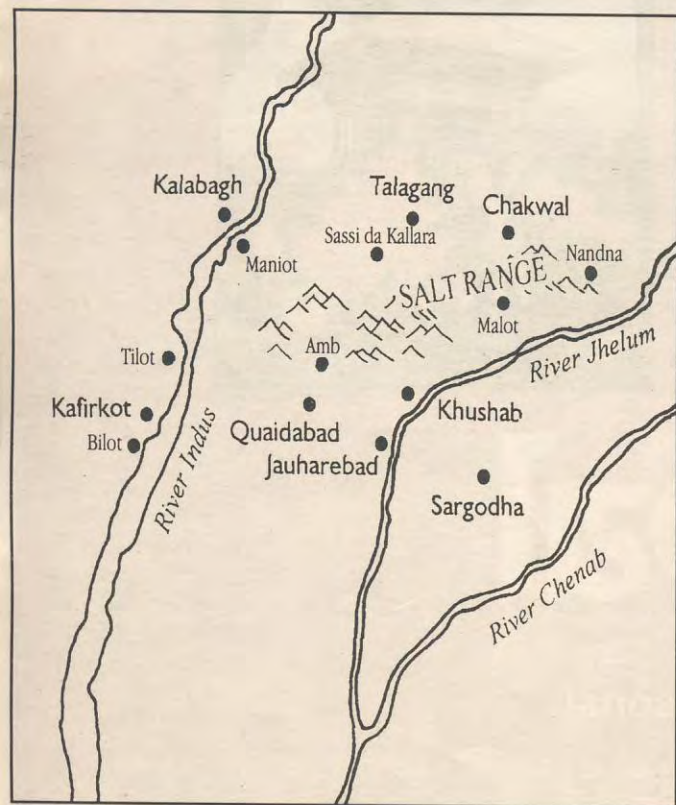 Kalabagh
Talagang
Chakwal
Sassi da Kallara
Maniot
Nandna
SALT RANGE
Malot
Tilot
Amb
River Jhelum
Kafirkot
Khushab
Bilot
Quaidabad
Jauharebad
River Indus
Sargodha
River Chenab